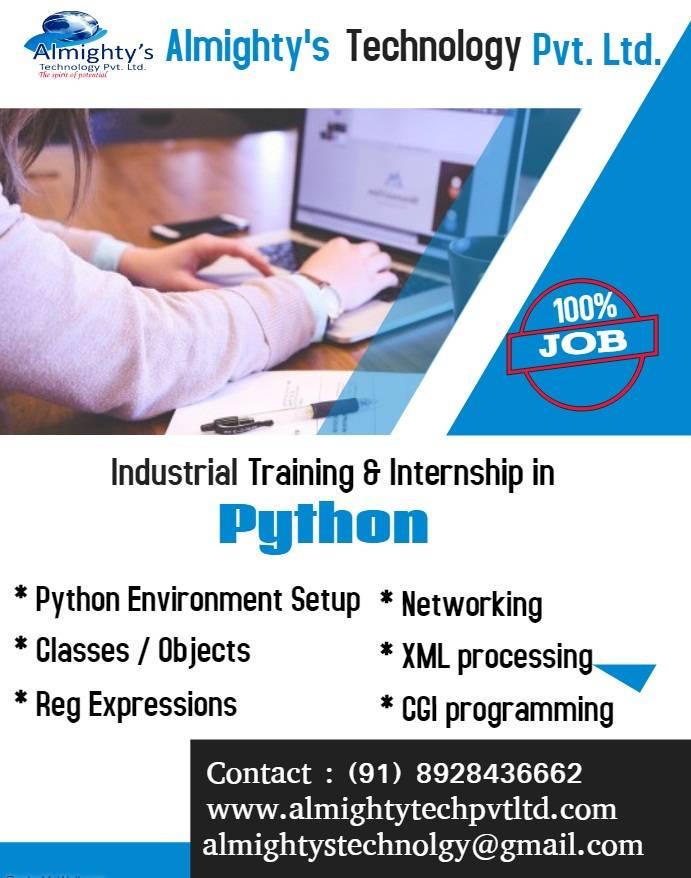 Almighty's
Technology Pvt. Ltd.
The spirit of potential
Almighty's Technology Pvt. Ltd.
100%
JOB
Industrial Training & Internship in
Python
* Python Environment Setup
* Classes / Objects
* Reg Expressions
* Networking
* XML processing
* CGI programming
Contact : (91) 8928436662
www.almightytechpvtltd.com
almightystechnolgy@gmail.com